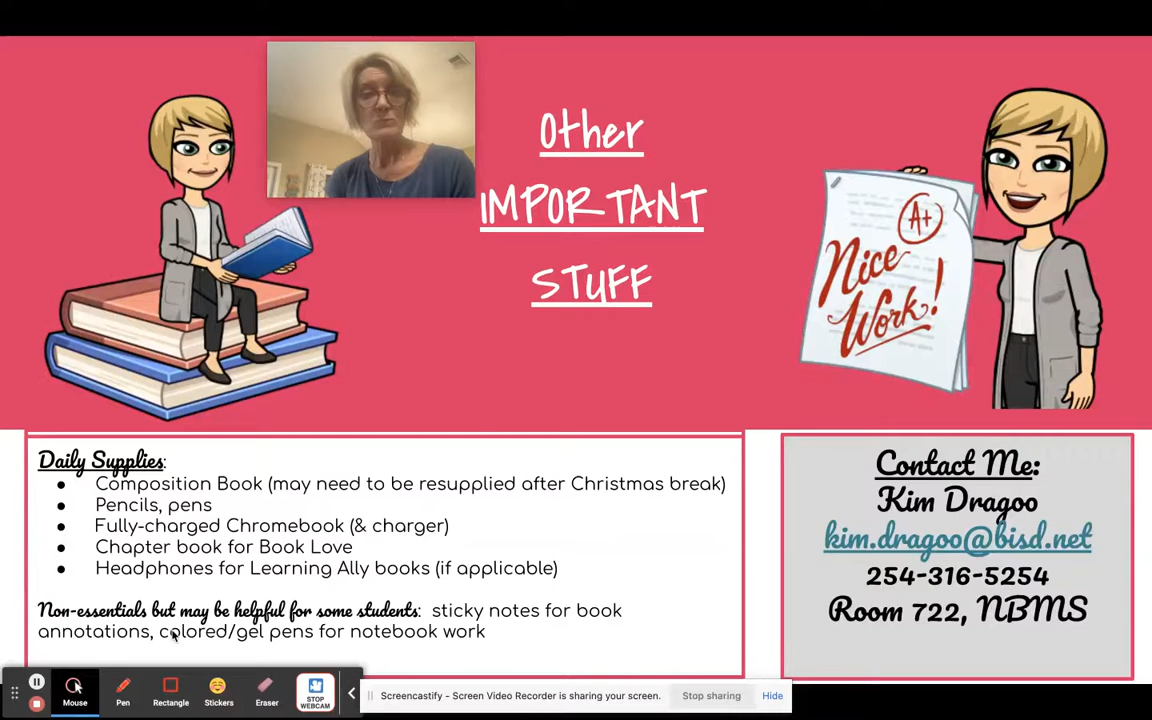 Other
IMPORTANT
STUFF
A+
Nice
Work!
Daily Supplies:
● Composition Book (may need to be resupplied after Christmas break)
● Pencils, pens
● Fully-charged Chromebook (& charger)
● Chapter book for Book Love
● Headphones for Learning Ally books (if applicable)
Non-essentials but may be helpful for some students: sticky notes for book
annotations, colored/gel pens for notebook work
Contact Me:
Kim Dragoo
kim.dragoo@bisd.net
254-316-5254
Room 722, NBMS
Mouse
Pen
Rectangle
Stickers
Eraser
STOP
WEBCAM
Screencastify - Screen Video Recorder is sharing your screen.
Stop sharing
Hide